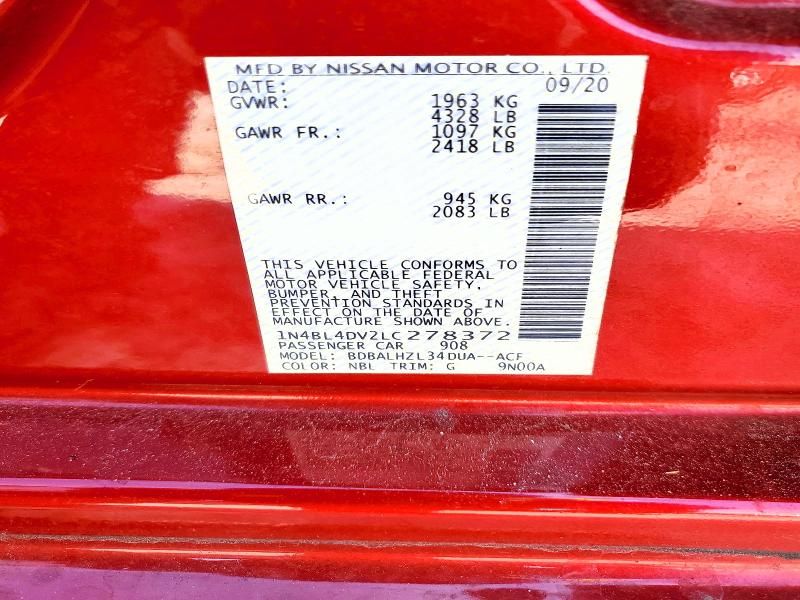 MFD BY NISSAN MOTOR CO., LTD.
DATE: 09/20
GVWR: 1963 KG
4328 LB
GAWR FR.: 1097 KG
2418 LB
GAWR RR.: 945 KG
2083 LB
THIS VEHICLE CONFORMS TO
ALL APPLICABLE FEDERAL
MOTOR VEHICLE SAFETY,
BUMPER, AND THEFT
PREVENTION STANDARDS IN
EFFECT ON THE DATE OF
MANUFACTURE SHOWN ABOVE.
1N4BL4DV2LC278372
PASSENGER CAR 908
MODEL: BDBALHZL34DUA--ACF
COLOR: NBL TRIM: G 9N00A